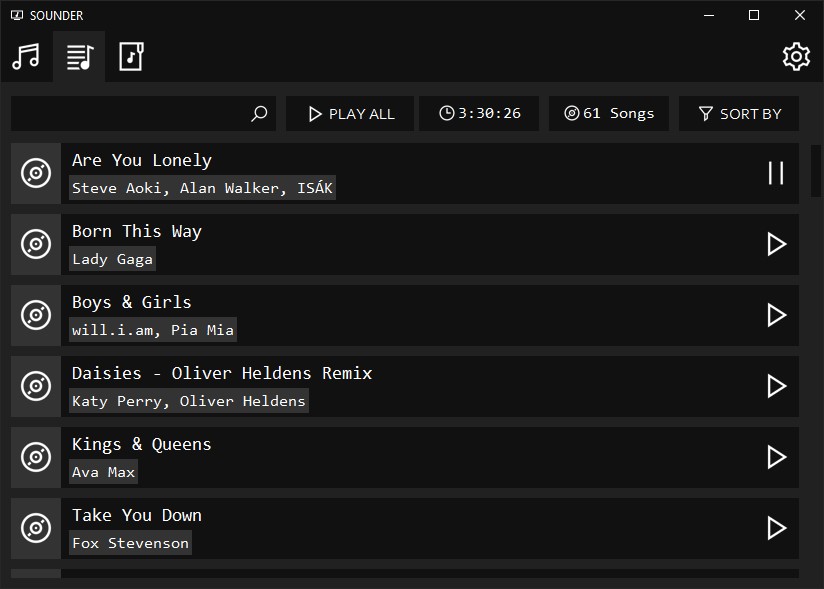 SOUNDER
PLAY ALL
3:30:26
61 Songs
SORT BY
Are You Lonely
Steve Aoki, Alan Walker, ISÁK
Born This Way
Lady Gaga
Boys & Girls
will.i.am, Pia Mia
Daisies - Oliver Heldens Remix
Katy Perry, Oliver Heldens
Kings & Queens
Ava Max
Take You Down
Fox Stevenson